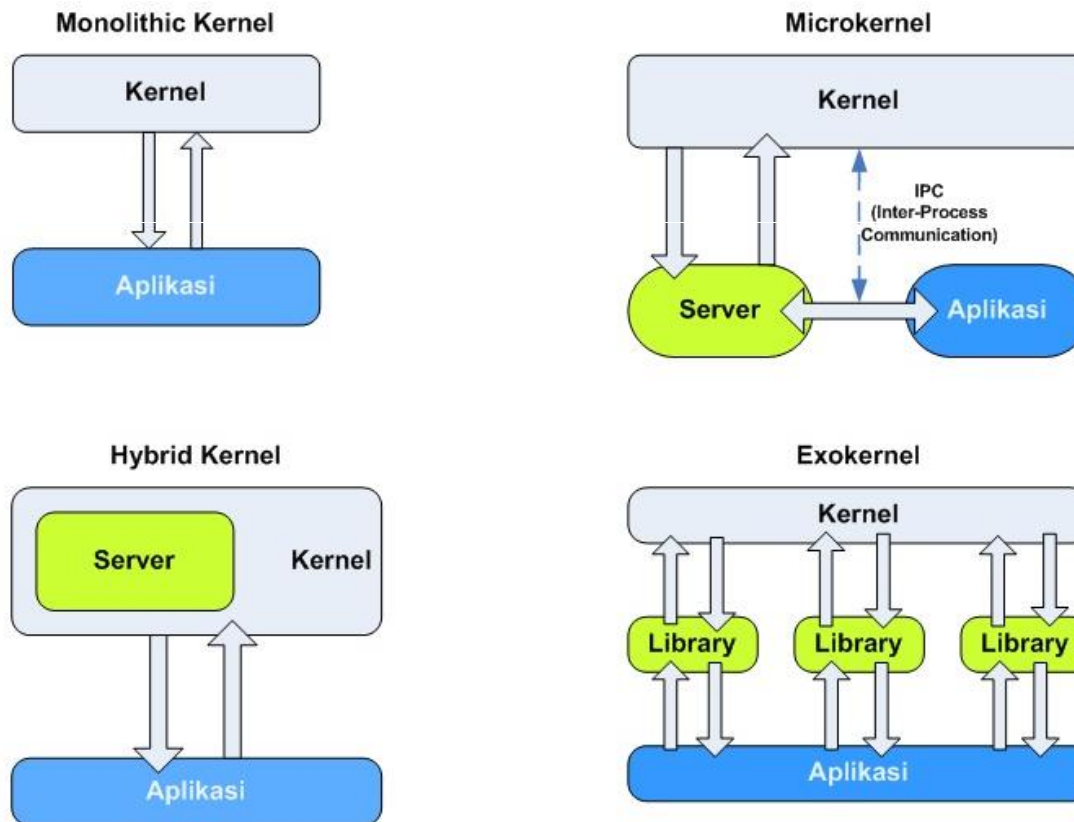 Monolithic Kernel
Kernel
Aplikasi
Microkernel
Kernel
IPC
(Inter-Process
Communication)
Server
Aplikasi
Hybrid Kernel
Server
Kernel
Aplikasi
Exokernel
Kernel
Library
Library
Library
Aplikasi